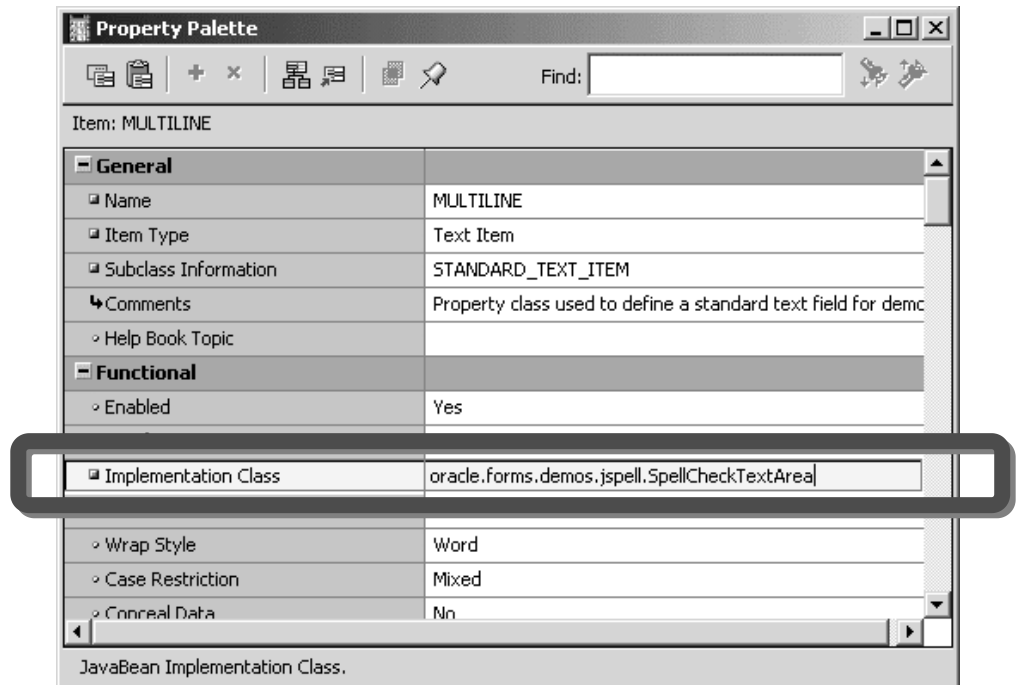 Property Palette
Find:
Item: MULTILINE
General
Name MULTILINE
Item Type Text Item
Subclass Information STANDARD_TEXT_ITEM
Comments Property class used to define a standard text field for demo
Help Book Topic
Functional
Enabled Yes
Implementation Class oracle.forms.demos.jspell.SpellCheckTextArea
Wrap Style Word
Case Restriction Mixed
Conceal Data No
JavaBean Implementation Class.